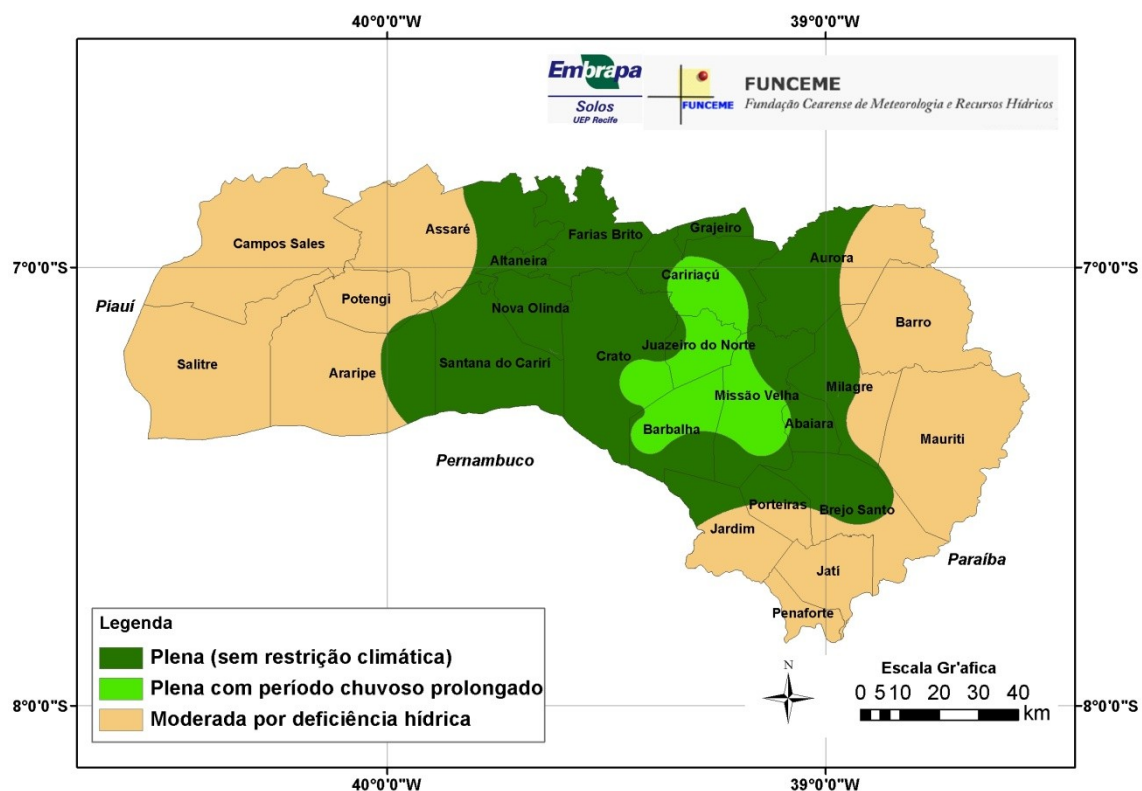 40°0'0"W
39°0'0"W
Embrapa
Solos
UEP Recife
FUNCEME
FUNCEME
Fundação Cearense de Meteorologia e Recursos Hídricos
Assaré
Campos Sales
Farias Brito
Grajeiro
Altaneira
Aurora
7°0'0"S
7°0'0"S
Caririaçú
Potengi
Piauí
Nova Olinda
Barro
Juazeiro do Norte
Crato
Santana do Cariri
Salitre
Araripe
Milagre
Missão Velha
Abaiara
Barbalha
Mauriti
Pernambuco
Porteiras
Brejo Santo
Jardim
Paraíba
Jatí
Penaforte
Legenda
Plena (sem restrição climática)
Plena com período chuvoso prolongado
Moderada por deficiência hídrica
N
Escala Gr'afica
0 5 10 20 30 40
km
8°0'0"S
8°0'0"S
40°0'0"W
39°0'0"W